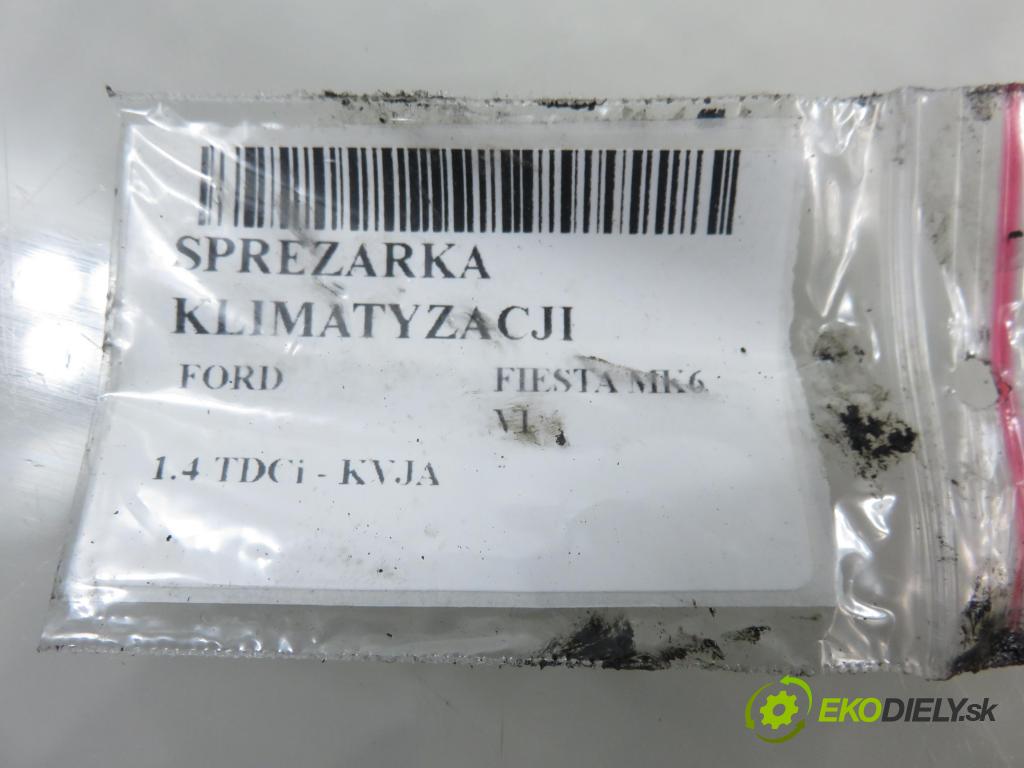 SPREZARKA
KLIMATYZACJI
FORD FIESTA MK6
VI
1.4 TDCi - KVJA
EKODIELY.sk